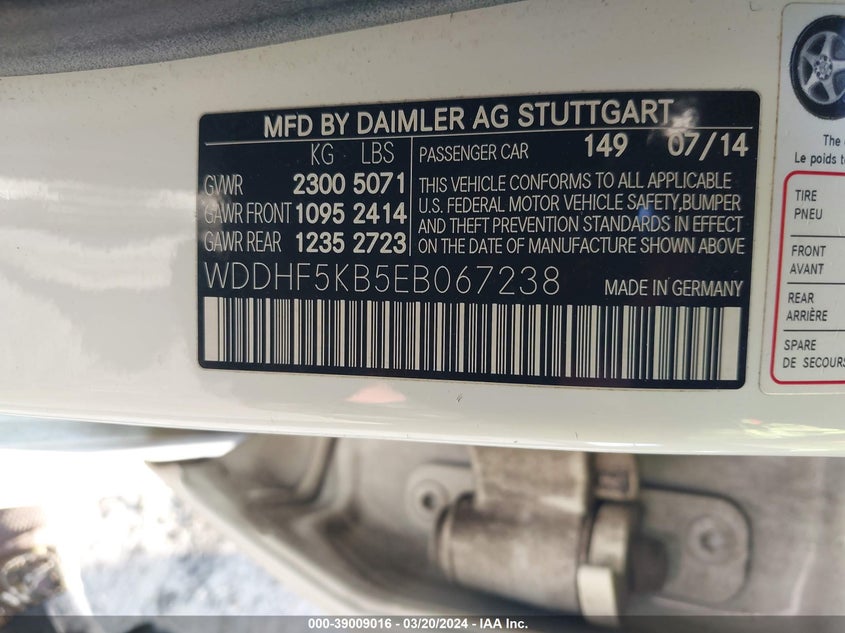 MFD BY DAIMLER AG STUTTGART
KG LBS
GVWR 2300 5071
GAWR FRONT 1095 2414
GAWR REAR 1235 2723
PASSENGER CAR 149 07/14
THIS VEHICLE CONFORMS TO ALL APPLICABLE
U.S. FEDERAL MOTOR VEHICLE SAFETY,BUMPER
AND THEFT PREVENTION STANDARDS IN EFFECT
ON THE DATE OF MANUFACTURE SHOWN ABOVE
WDDHF5KB5EB067238
MADE IN GERMANY
The
Le poids
TIRE
PNEU
FRONT
AVANT
REAR
ARRIÈRE
SPARE
DE SECOURS
000-39009016 - 03/20/2024 - IAA Inc.